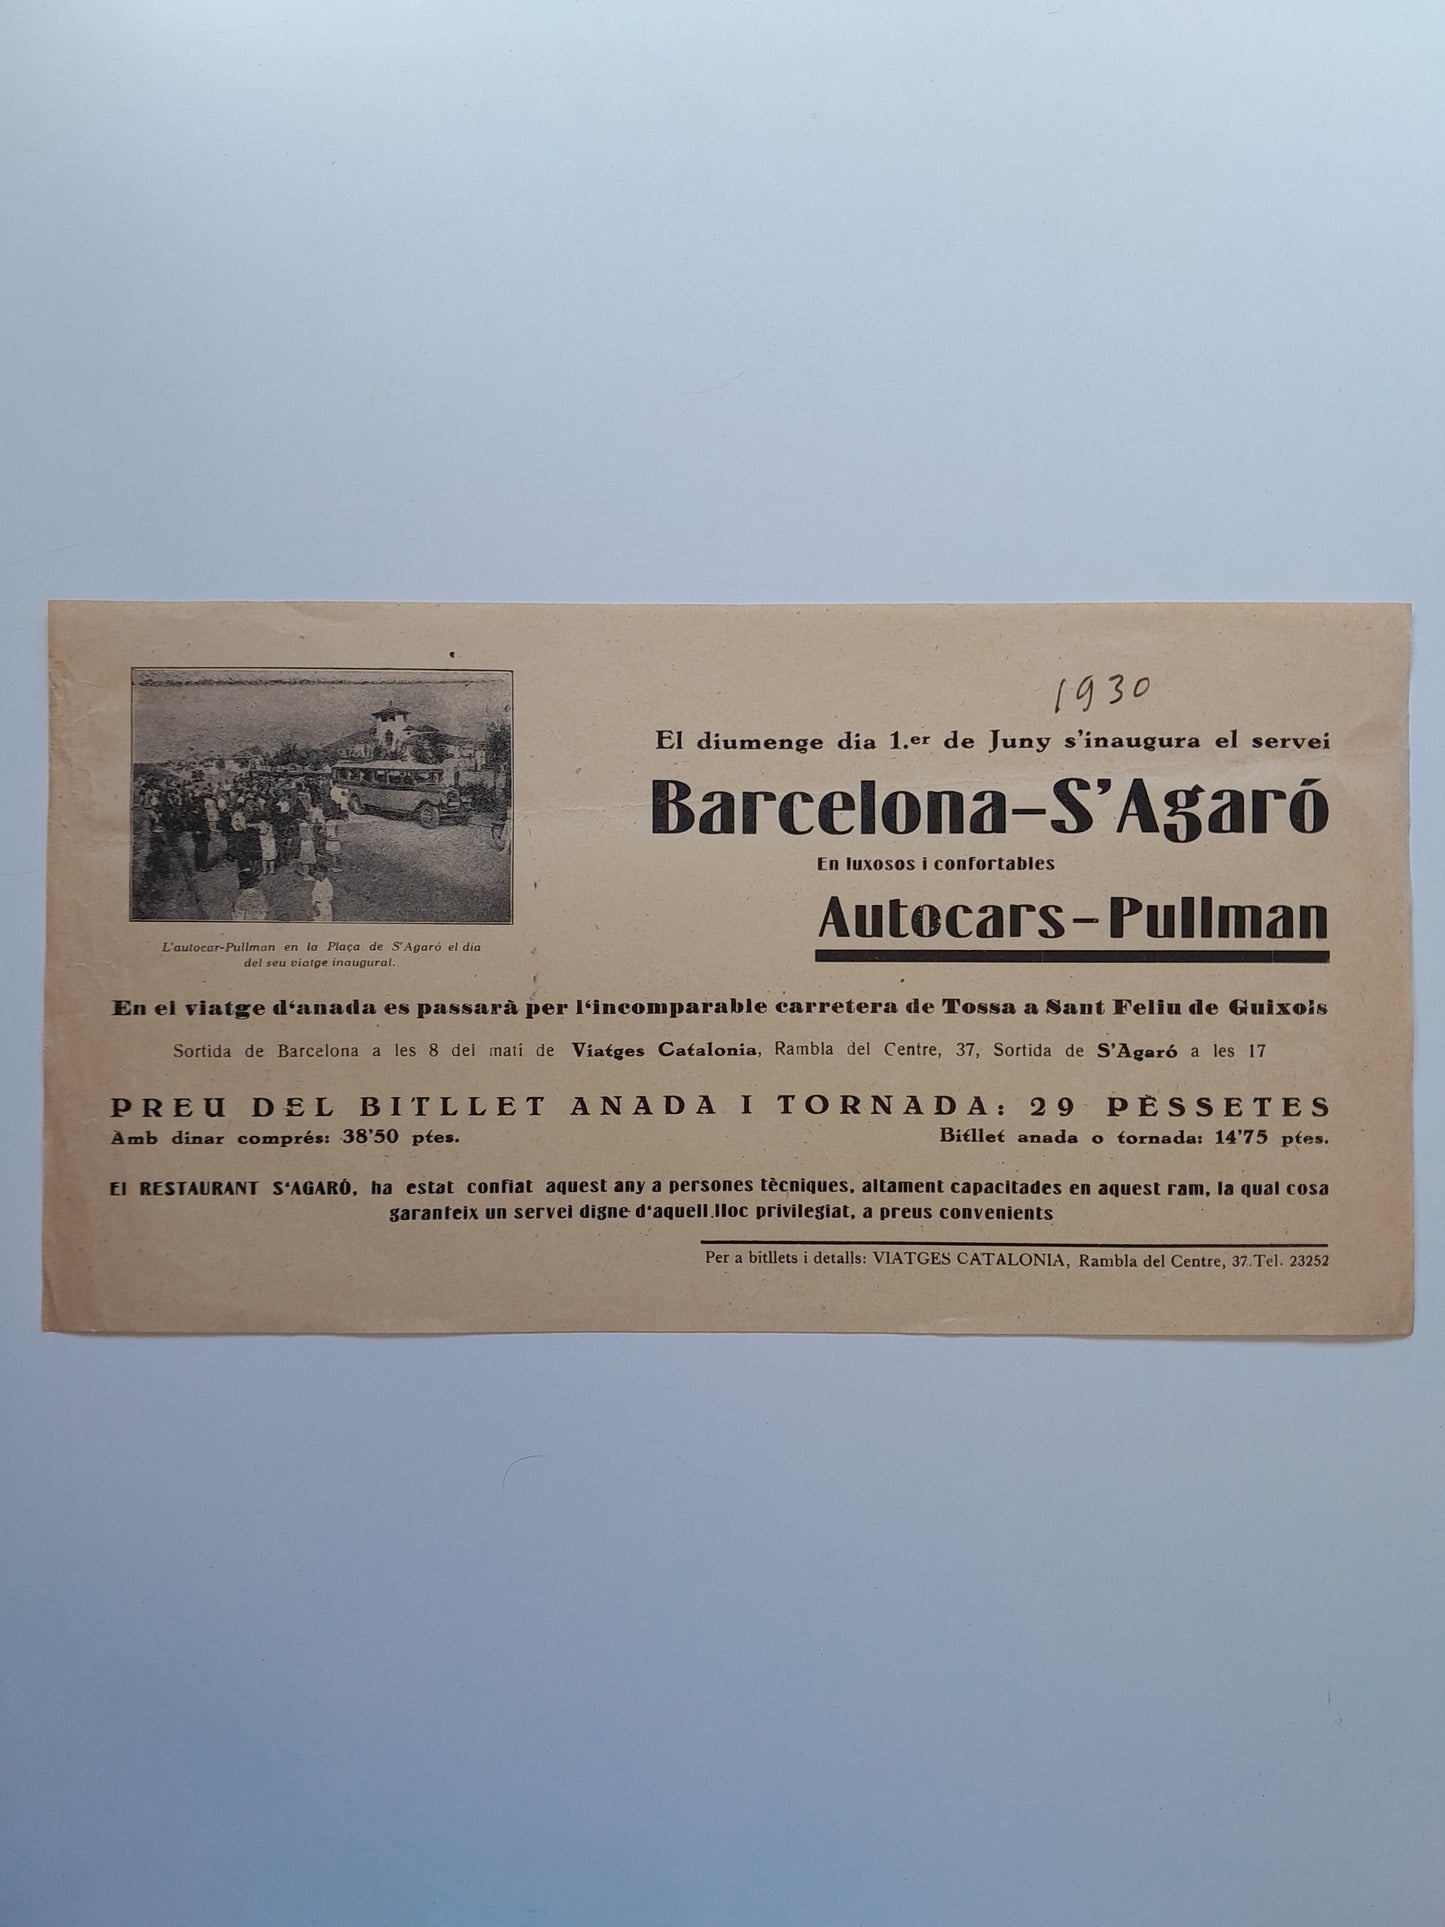 1930
El diumenge dia 1.er de Juny s'inaugura el servei
Barcelona-S'Agaró
En luxosos i confortables
Autocars-Pullman
L'autocar-Pullman en la Plaça de S'Agaró el dia
del seu viatge inaugural.
En el viatge d'anada es passarà per l'incomparable carretera de Tossa a Sant Feliu de Guixols
Sortida de Barcelona a les 8 del matí de Viatges Catalonia, Rambla del Centre, 37, Sortida de S'Agaró a les 17
PREU DEL BITLLET ANADA I TORNADA: 29 PESSETES
Amb dinar comprés: 38'50 ptes.
Bitllet anada o tornada: 14'75 ptes.
El RESTAURANT S'AGARÓ, ha estat confiat aquest any a persones tècniques, altament capacitades en aquest ram, la qual cosa
garanteix un servei digne d'aquell lloc privilegiat, a preus convenients
Per a bitllets i detalls: VIATGES CATALONIA, Rambla del Centre, 37. Tel. 23252